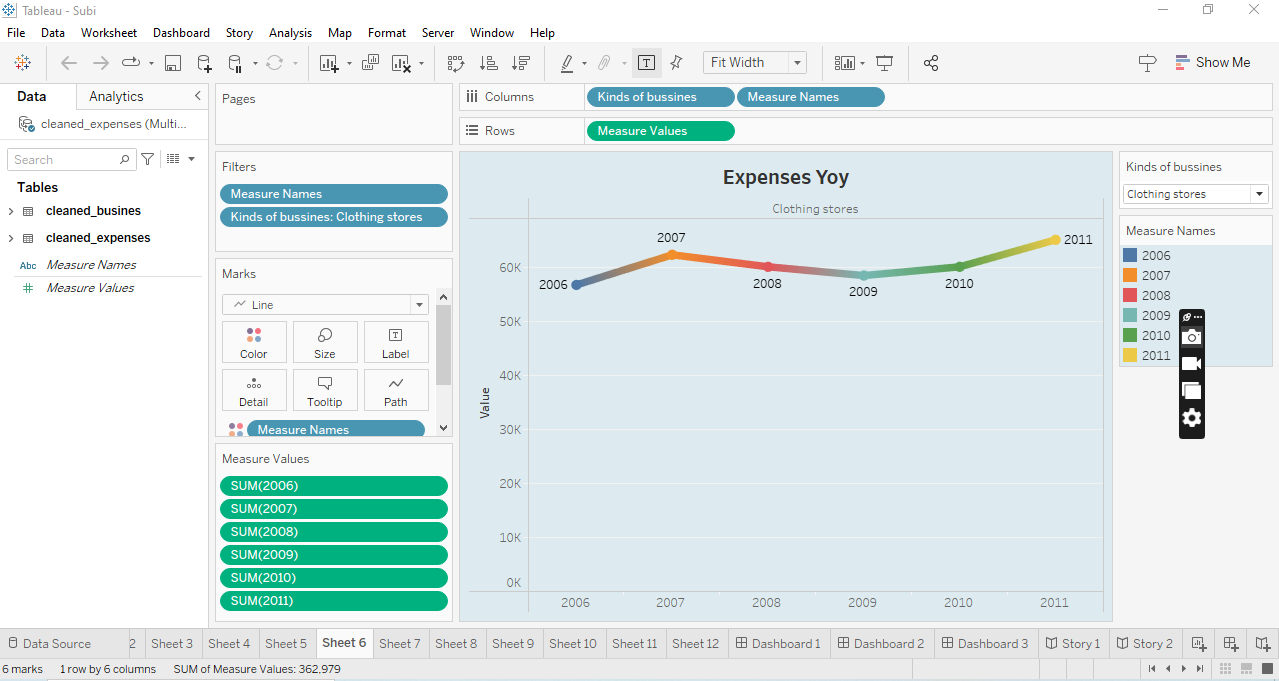 Tableau - Subi
File Data Worksheet Dashboard Story Analysis Map Format Server Window Help
Fit Width
Show Me
Data Analytics
cleaned_expenses (Multi...
Search
Tables
cleaned_busines
cleaned_expenses
Abc Measure Names
Measure Values
Pages
Filters
Measure Names
Kinds of bussines: Clothing stores
Marks
Line
Color Size Label
Detail Tooltip Path
Measure Names
Measure Values
SUM(2006)
SUM(2007)
SUM(2008)
SUM(2009)
SUM(2010)
SUM(2011)
Columns Kinds of bussines Measure Names
Rows Measure Values
Expenses Yoy
Clothing stores
Value
60K
50K
40K
30K
20K
10K
0K
2006
2007
2008
2009
2010
2011
2006 2007 2008 2009 2010 2011
Kinds of bussines
Clothing stores
Measure Names
2006
2007
2008
2009
2010
2011
Data Source 2 Sheet 3 Sheet 4 Sheet 5 Sheet 6 Sheet 7 Sheet 8 Sheet 9 Sheet 10 Sheet 11 Sheet 12 Dashboard 1 Dashboard 2 Dashboard 3 Story 1 Story 2
6 marks 1 row by 6 columns SUM of Measure Values: 362,979